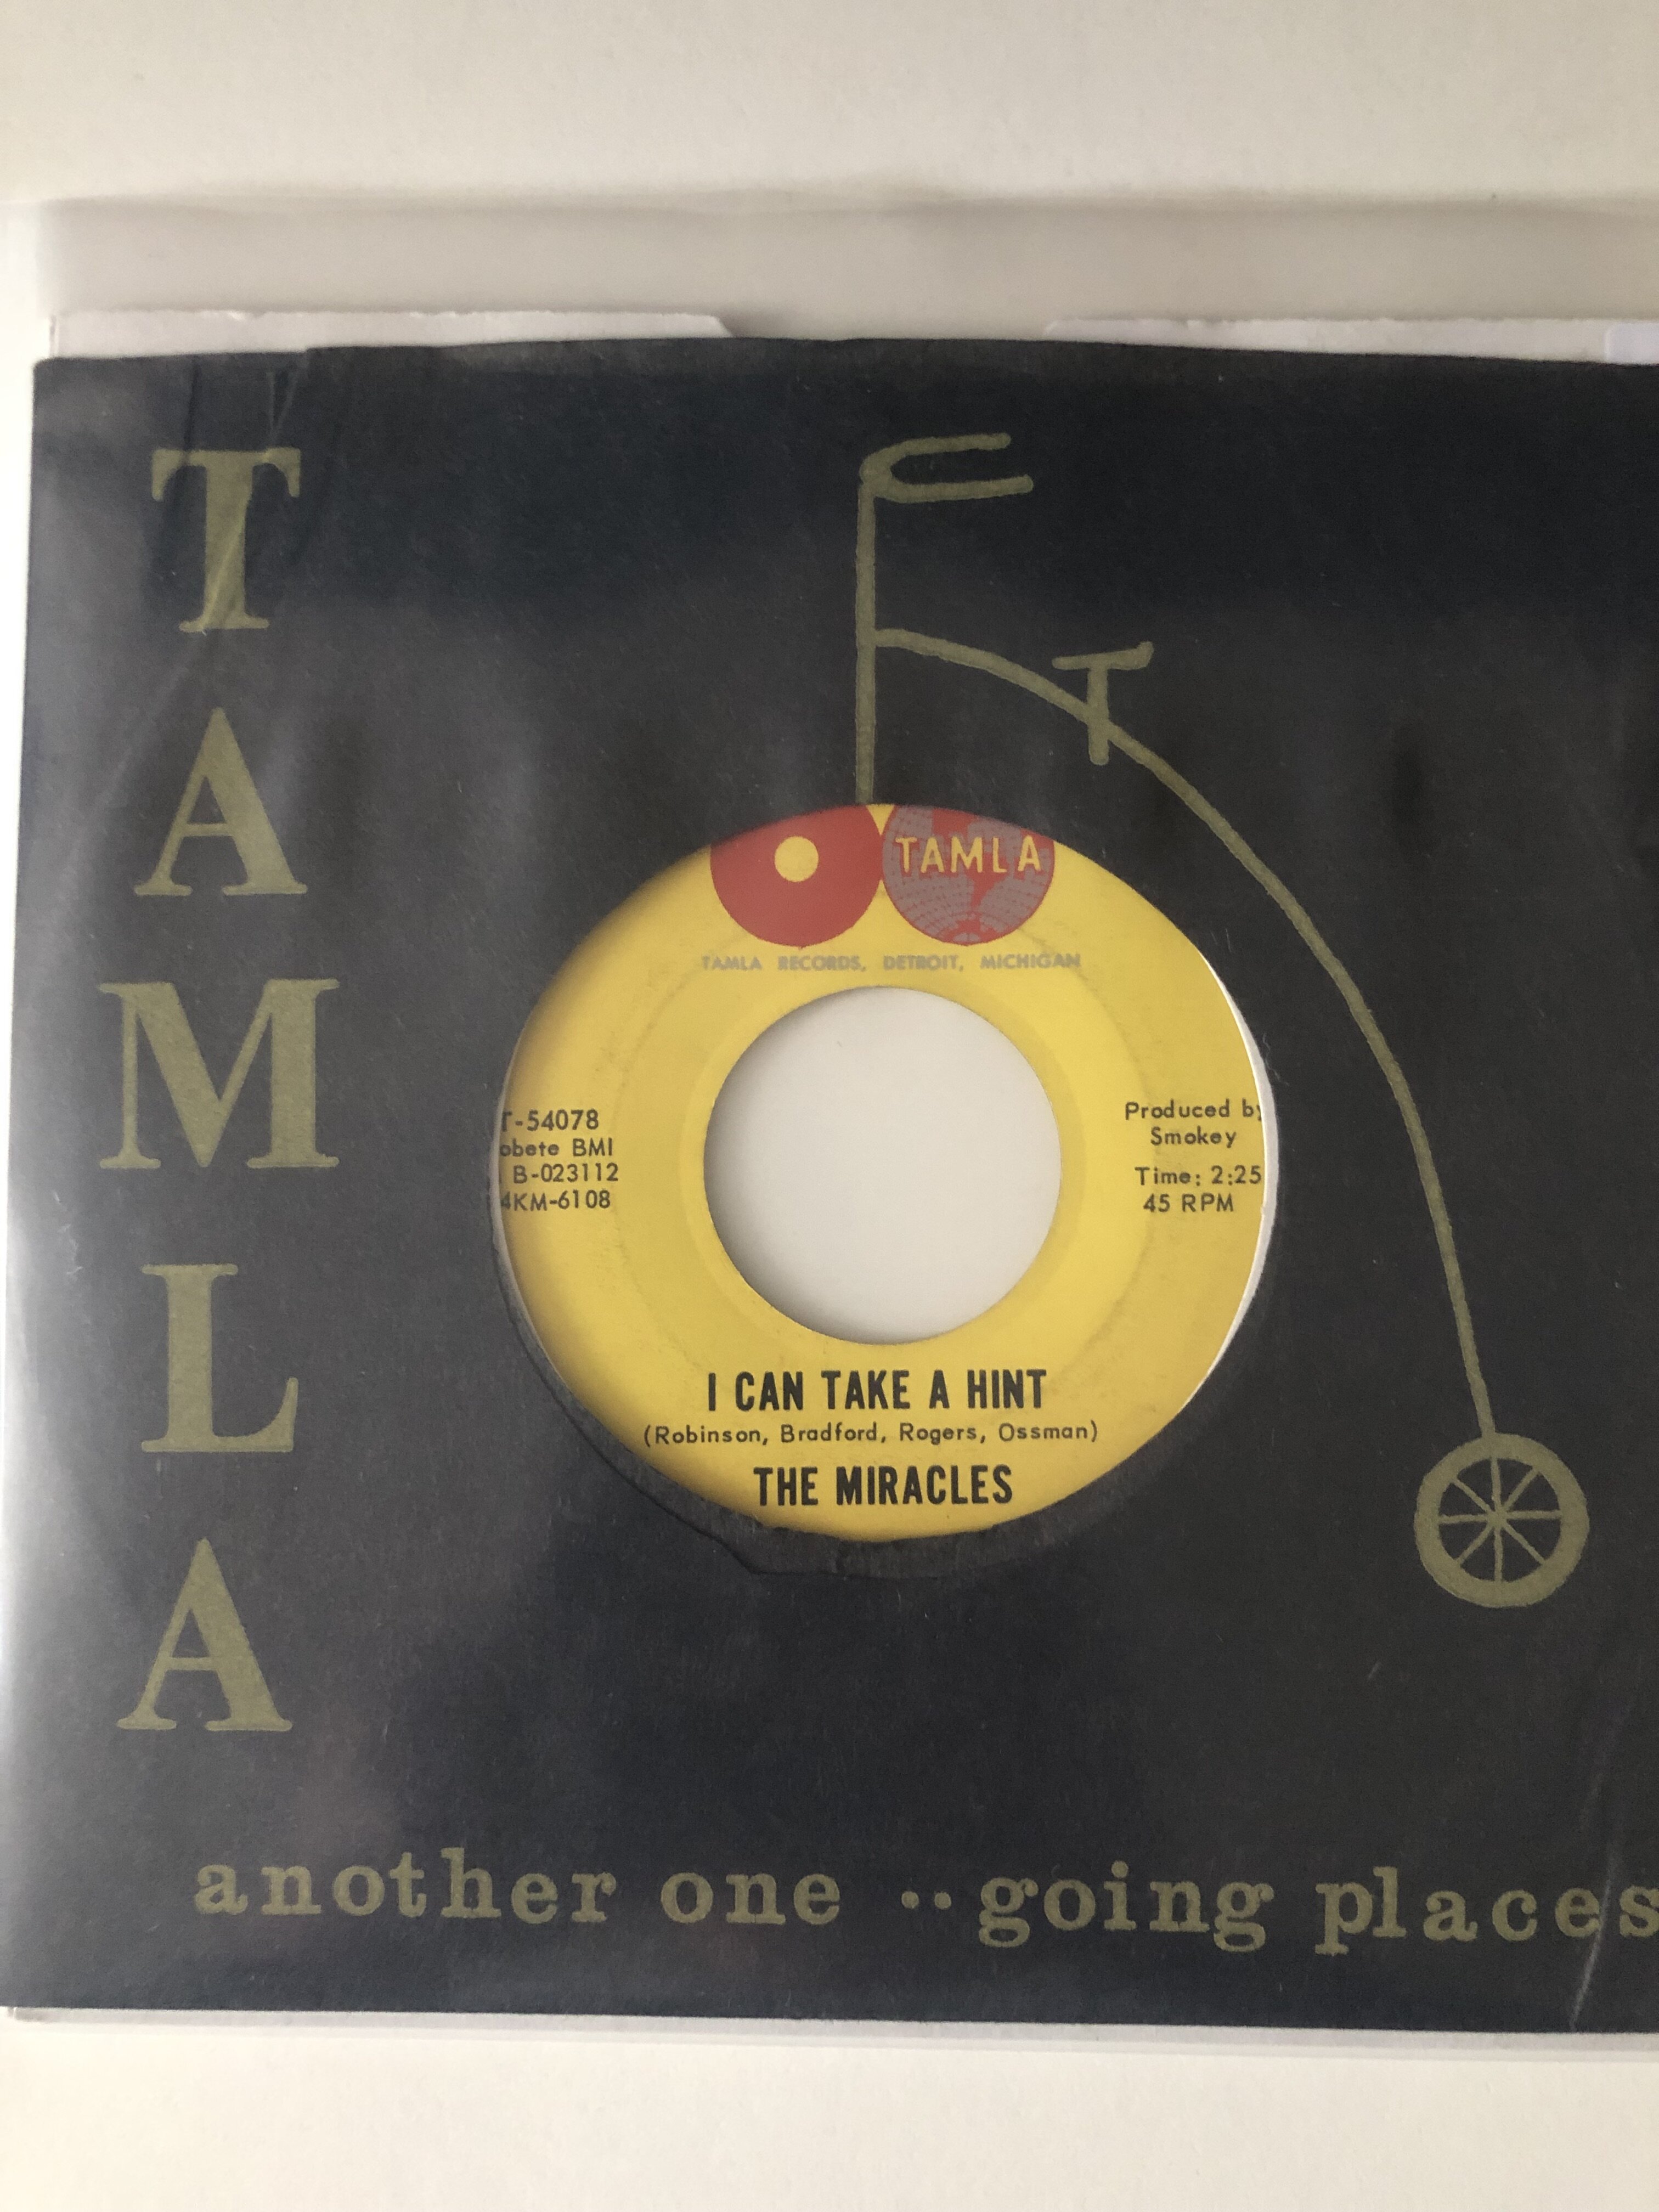 TAMLA
TAMLA
TAMLA RECORDS, DETROIT, MICHIGAN
T-54078
obete BMI
B-023112
4KM-6108
Produced by
Smokey
Time: 2:25
45 RPM
I CAN TAKE A HINT
(Robinson, Bradford, Rogers, Ossman)
THE MIRACLES
another one ..going places